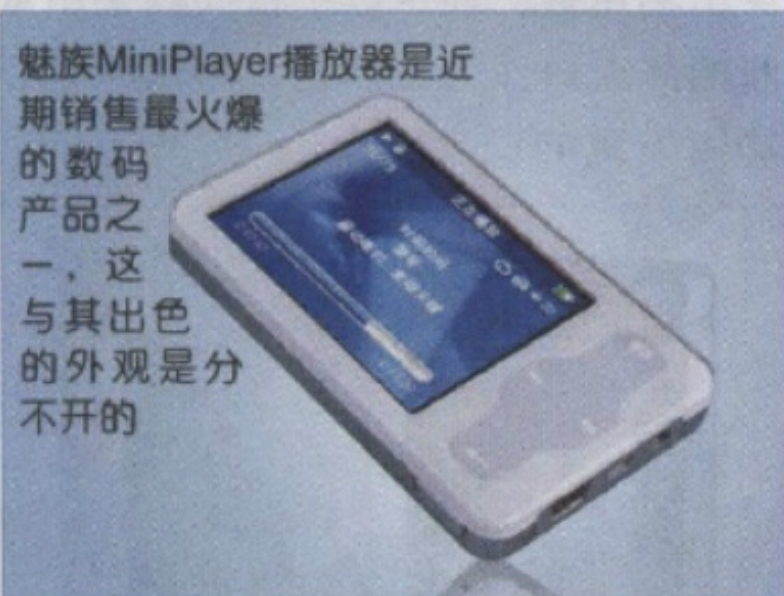 魅族MiniPlayer播放器是近
期销售最火爆
的数码
产品之
一，这
与其出色
的外观是分
不开的